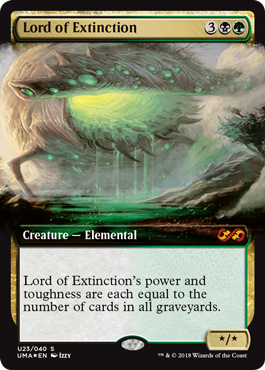 Lord of Extinction 3
Creature — Elemental
Lord of Extinction's power and
toughness are each equal to the
number of cards in all graveyards.
*/*
U23/040 S
UMA★EN Izzy
™ & © 2018 Wizards of the Coast